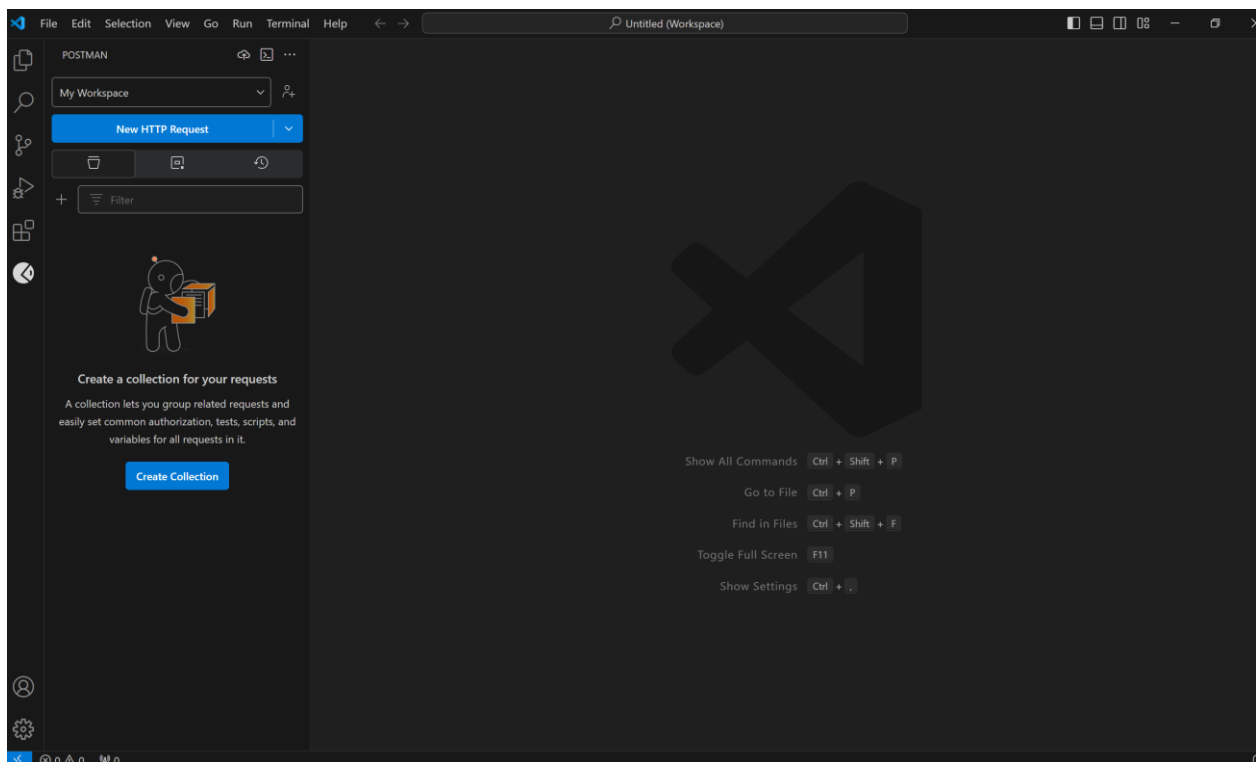 File Edit Selection View Go Run Terminal Help
Untitled (Workspace)
POSTMAN
My Workspace
New HTTP Request
Filter
Create a collection for your requests
A collection lets you group related requests and
easily set common authorization, tests, scripts, and
variables for all requests in it.
Create Collection
Show All Commands Ctrl + Shift + P
Go to File Ctrl + P
Find in Files Ctrl + Shift + F
Toggle Full Screen F11
Show Settings Ctrl + ,
0 0 0